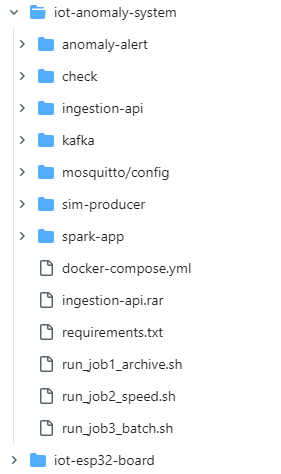 iot-anomaly-system
anomaly-alert
check
ingestion-api
kafka
mosquitto/config
sim-producer
spark-app
docker-compose.yml
ingestion-api.rar
requirements.txt
run_job1_archive.sh
run_job2_speed.sh
run_job3_batch.sh
iot-esp32-board